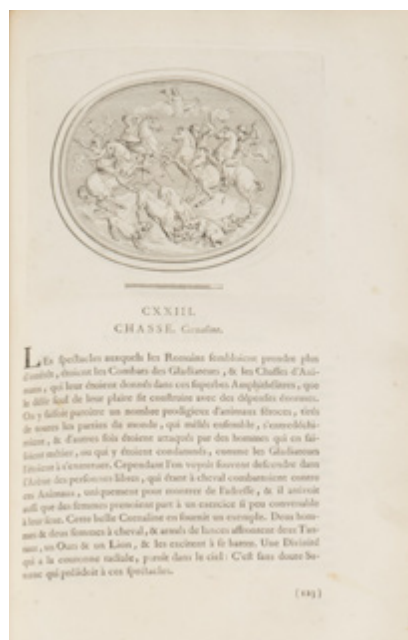 CXXIII.
CHASSE. Cornaline.
LEs spectacles auxquels les Romains sembloient prendre plus
d'intérêt, étoient les Combats des Gladiateurs, & les Chasses d'Ani-
maux, qui leur étoient donnés dans ces superbes Amphithéâtres, que
le désir seul de leur plaire fit construire avec des dépenses énormes.
On y faisoit paroître un nombre prodigieux d'animaux féroces, tirés
de toutes les parties du monde, qui mêlés ensemble, s'entredéchi-
roient, & d'autres fois étoient attaqués par des hommes qui en fai-
soient métier, ou qui y étoient condamnés, comme les Gladiateurs
l'étoient à s'exterminer. Cependant l'on voyoit souvent descendre dans
l'Arène des personnes libres, qui étant à cheval combattoient contre
ces Animaux, uniquement pour montrer de l'adresse, & il arrivoit
aussi que des femmes prenoient part à un exercice si peu convenable
à leur sexe. Cette belle Cornaline en fournit un exemple. Deux hom-
mes & deux femmes à cheval, & armés de lances affrontent deux Tau-
reaux, un Ours & un Lion, & les excitent à se battre. Une Divinité
qui a la couronne radiale, paroît dans le ciel: C'est sans doute Sa-
turne qui présidoit à ces spectacles.
(123)